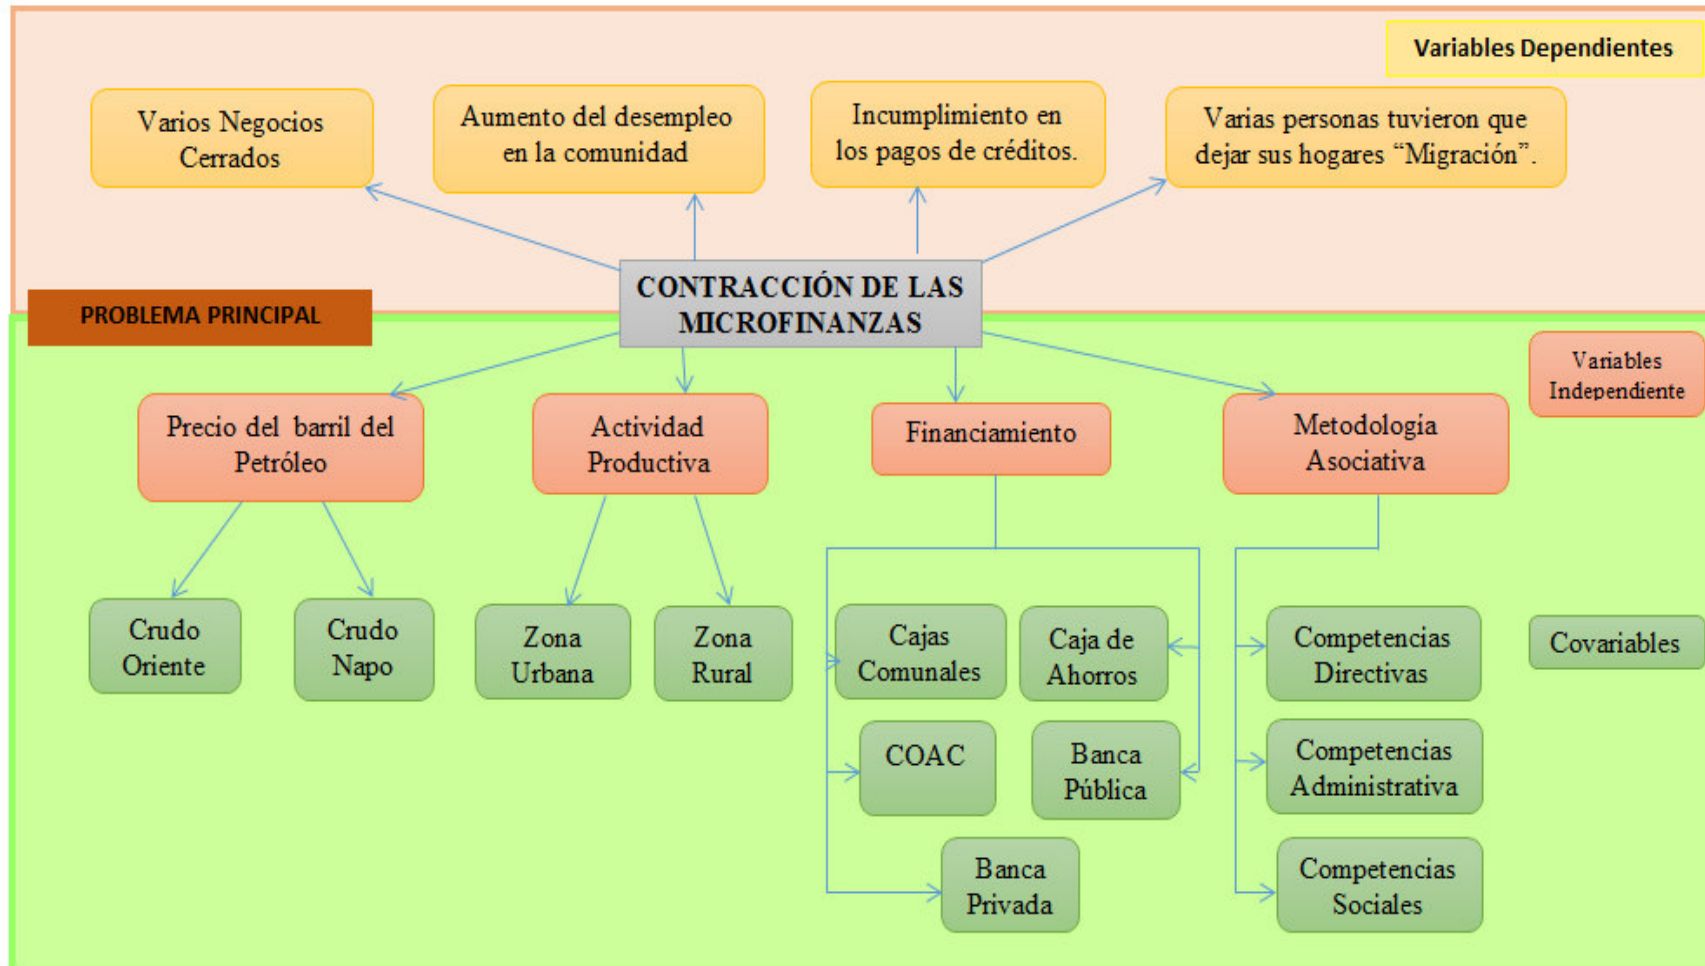 Variables Dependientes
Varios Negocios
Cerrados
Aumento del desempleo
en la comunidad
Incumplimiento en
los pagos de créditos.
Varias personas tuvieron que
dejar sus hogares “Migración”.
CONTRACCIÓN DE LAS
MICROFINANZAS
PROBLEMA PRINCIPAL
Variables
Independiente
Precio del barril del
Petróleo
Actividad
Productiva
Financiamiento
Metodología
Asociativa
Crudo
Oriente
Crudo
Napo
Zona
Urbana
Zona
Rural
Cajas
Comunales
Caja de
Ahorros
Competencias
Directivas
Covariables
COAC
Banca
Pública
Competencias
Administrativa
Banca
Privada
Competencias
Sociales